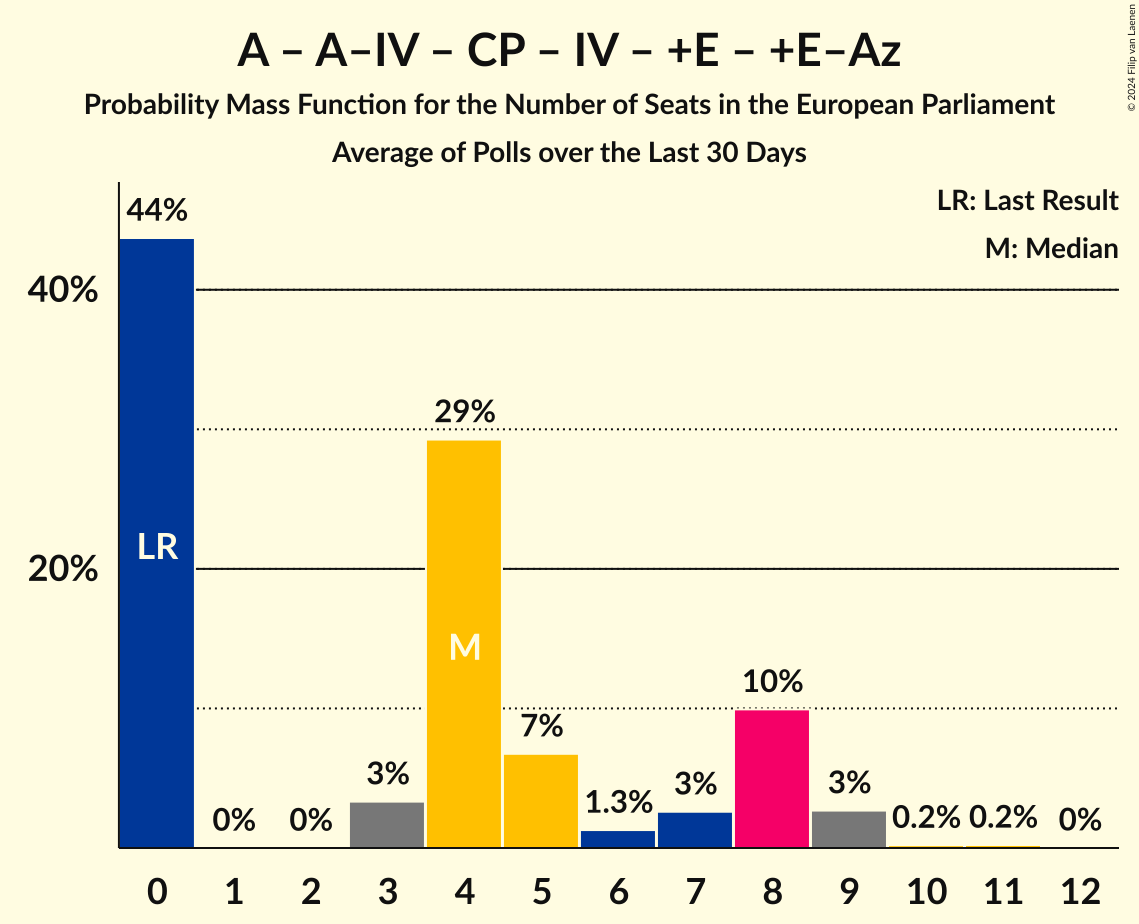 A – A–IV – CP – IV – +E – +E–Az
Probability Mass Function for the Number of Seats in the European Parliament
Average of Polls over the Last 30 Days
© 2024 Filip van Laenen
LR: Last Result
M: Median
44%
40%
29%
LR
20%
M
10%
7%
3%
0%
0%
1.3%
3%
3%
0.2%
0.2%
0%
0 1 2 3 4 5 6 7 8 9 10 11 12